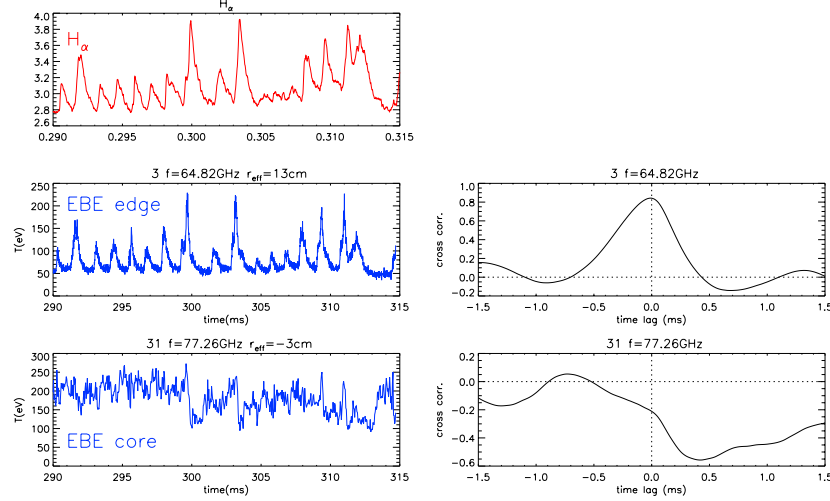 Hα
4.0
3.8
3.6
3.4
3.2
3.0
2.8
2.6
Hα
0.290 0.295 0.300 0.305 0.310 0.315
3 f=64.82GHz reff=13cm
250
200
150
100
50
0
T(eV)
EBE edge
290 295 300 305 310 315
time(ms)
3 f=64.82GHz
1.0
0.8
0.6
0.4
0.2
0.0
−0.2
cross corr.
−1.5 −1.0 −0.5 0.0 0.5 1.0 1.5
time lag (ms)
31 f=77.26GHz reff=−3cm
300
250
200
150
100
50
0
T(eV)
EBE core
290 295 300 305 310 315
time(ms)
31 f=77.26GHz
0.2
0.0
−0.2
−0.4
−0.6
cross corr.
−1.5 −1.0 −0.5 0.0 0.5 1.0 1.5
time lag (ms)